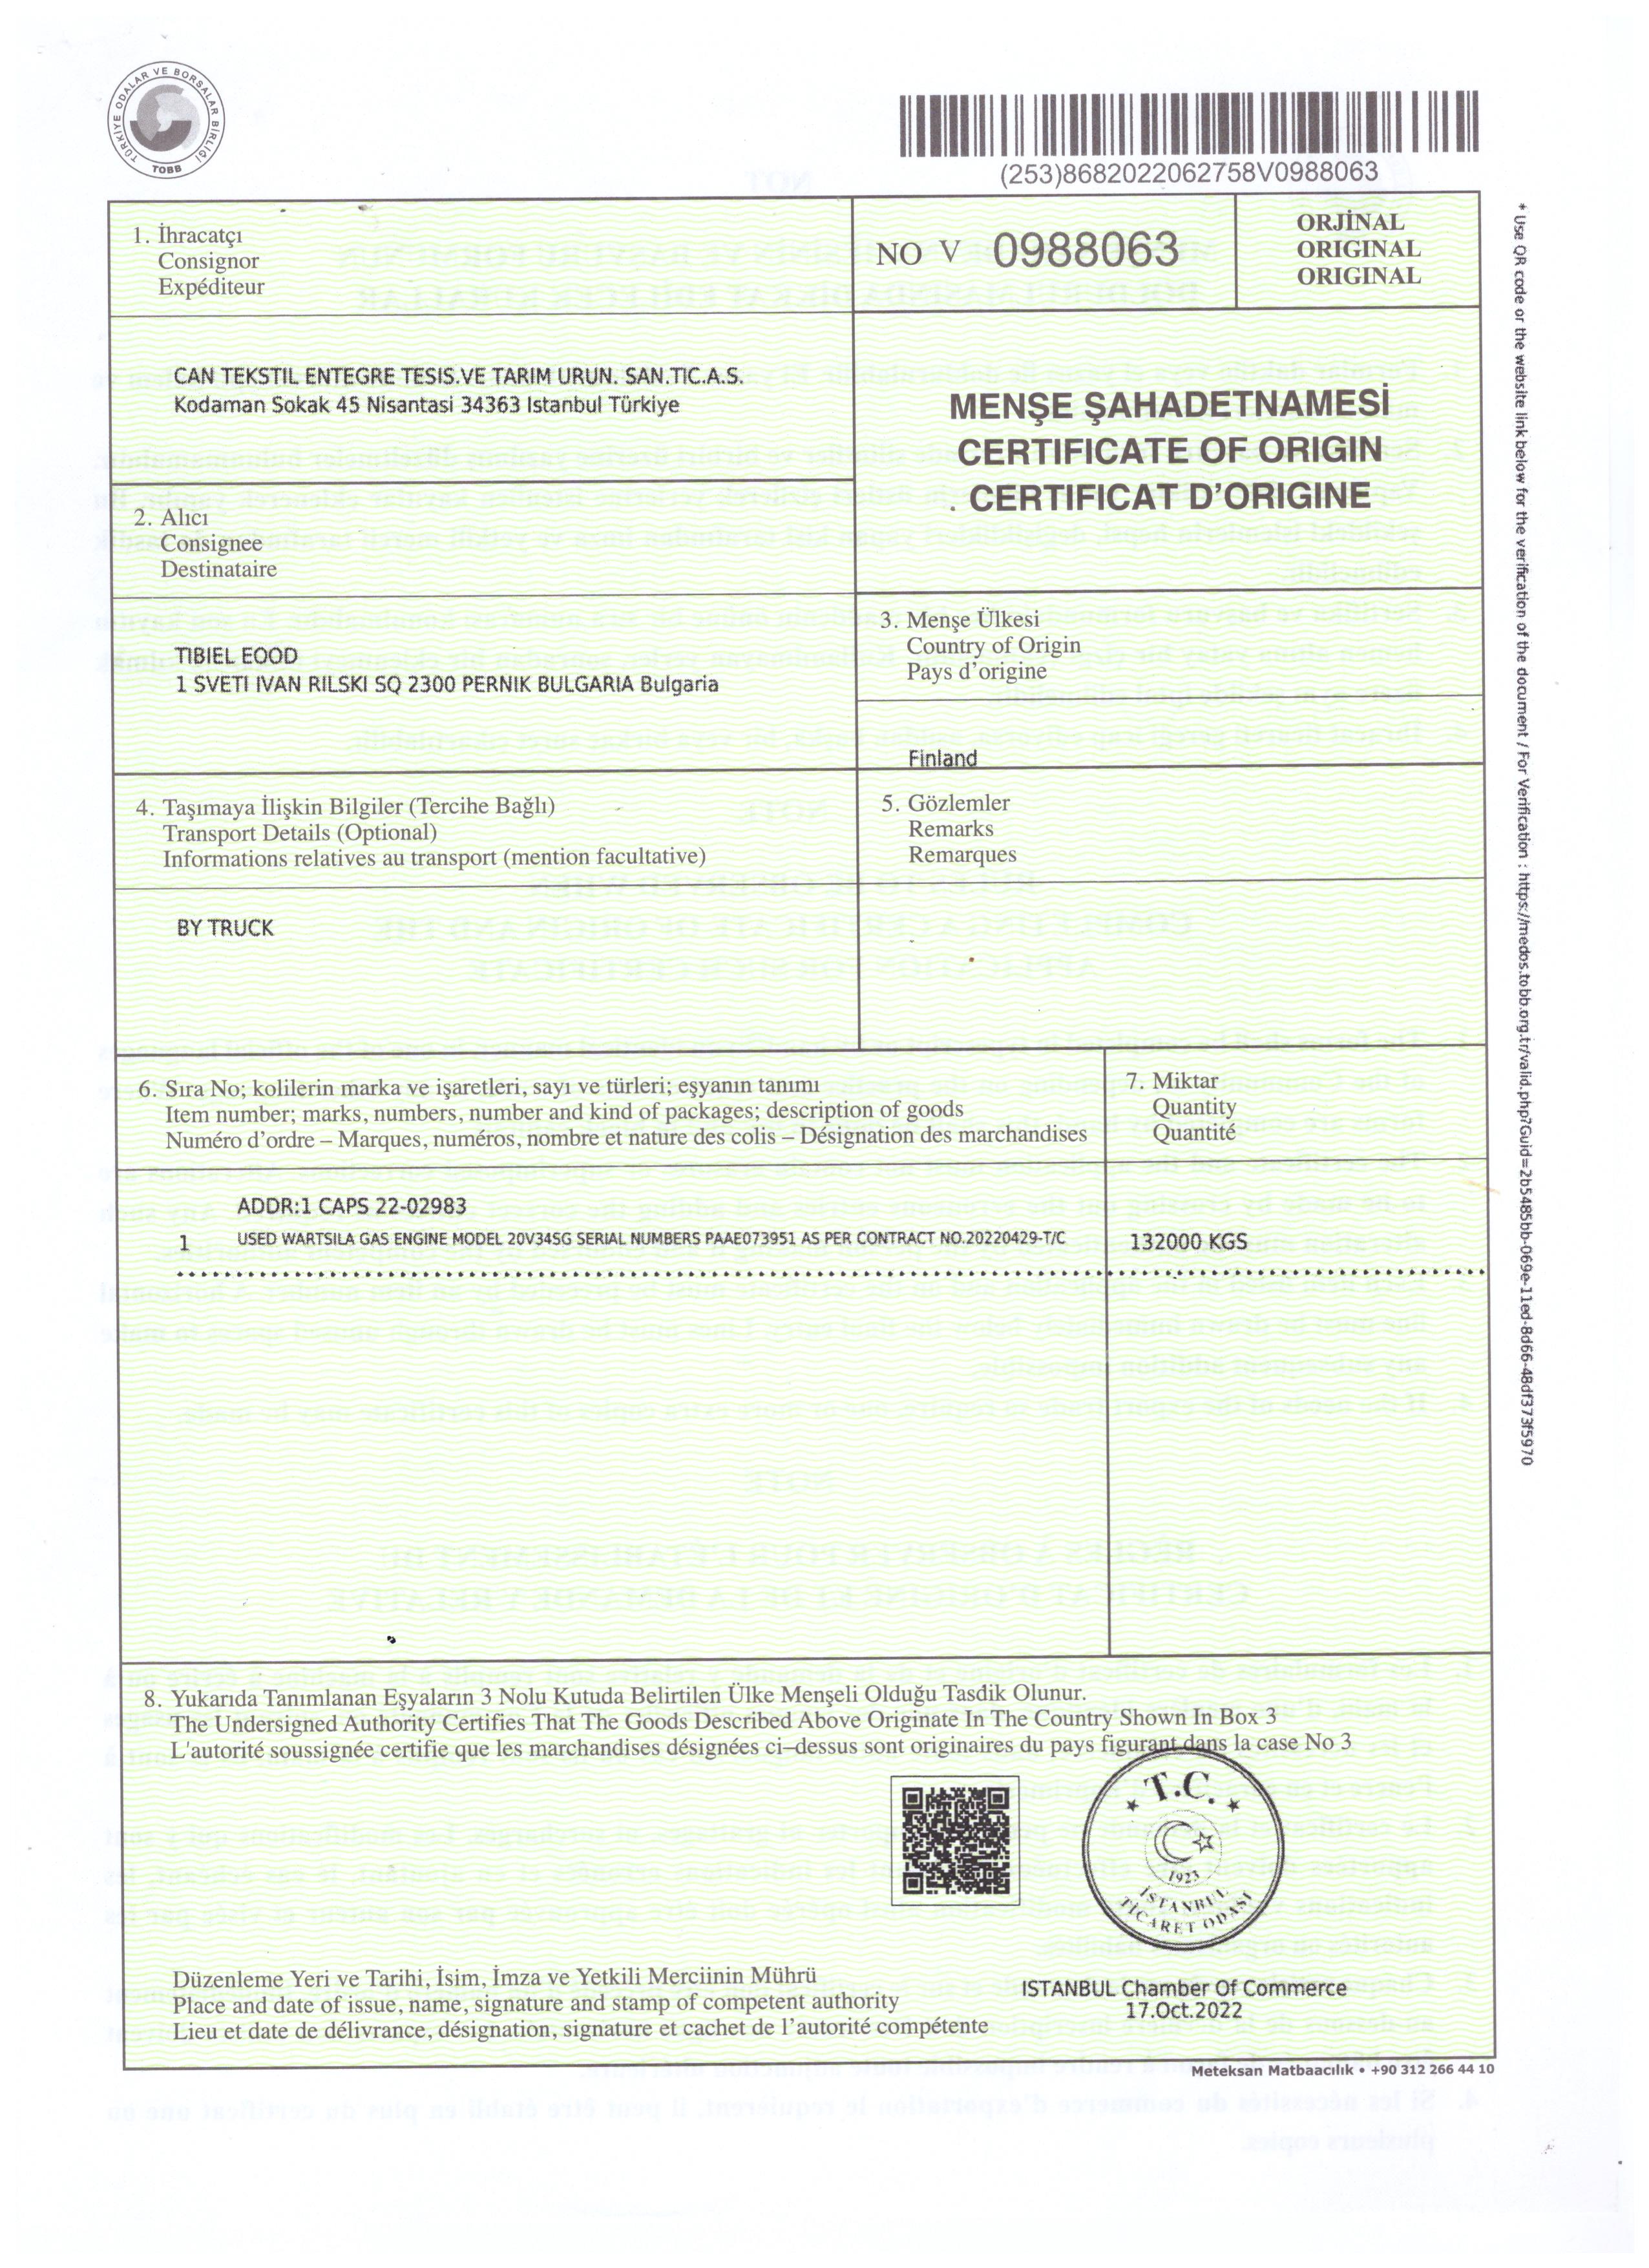 TÜRKİYE ODALAR VE BORSALAR BİRLİĞİ
TOBB
(253)8682022062758V0988063
1. İhracatçı
Consignor
Expéditeur
NO V 0988063
ORJİNAL
ORIGINAL
ORIGINAL
CAN TEKSTIL ENTEGRE TESIS.VE TARIM URUN. SAN.TIC.A.S.
Kodaman Sokak 45 Nisantasi 34363 Istanbul Türkiye
MENŞE ŞAHADETNAMESİ
CERTIFICATE OF ORIGIN
CERTIFICAT D'ORIGINE
2. Alıcı
Consignee
Destinataire
TIBIEL EOOD
1 SVETI IVAN RILSKI SQ 2300 PERNIK BULGARIA Bulgaria
3. Menşe Ülkesi
Country of Origin
Pays d'origine
Finland
4. Taşımaya İlişkin Bilgiler (Tercihe Bağlı)
Transport Details (Optional)
Informations relatives au transport (mention facultative)
5. Gözlemler
Remarks
Remarques
BY TRUCK
6. Sıra No; kolilerin marka ve işaretleri, sayı ve türleri; eşyanın tanımı
Item number; marks, numbers, number and kind of packages; description of goods
Numéro d'ordre – Marques, numéros, nombre et nature des colis – Désignation des marchandises
7. Miktar
Quantity
Quantité
ADDR:1 CAPS 22-02983
1 USED WARTSILA GAS ENGINE MODEL 20V34SG SERIAL NUMBERS PAAE073951 AS PER CONTRACT NO.20220429-T/C
132000 KGS
8. Yukarıda Tanımlanan Eşyaların 3 Nolu Kutuda Belirtilen Ülke Menşeli Olduğu Tasdik Olunur.
The Undersigned Authority Certifies That The Goods Described Above Originate In The Country Shown In Box 3
L'autorité soussignée certifie que les marchandises désignées ci–dessus sont originaires du pays figurant dans la case No 3
T.C.
1923
İSTANBUL
TİCARET ODASI
Düzenleme Yeri ve Tarihi, İsim, İmza ve Yetkili Merciinin Mührü
Place and date of issue, name, signature and stamp of competent authority
Lieu et date de délivrance, désignation, signature et cachet de l'autorité compétente
ISTANBUL Chamber Of Commerce
17.Oct.2022
Meteksan Matbaacılık • +90 312 266 44 10
* Use QR code or the website link below for the verification of the document / For Verification : https://medos.tobb.org.tr/valid.php?Guid=2b5485bb-069e-11ed-8d66-48df373f5970